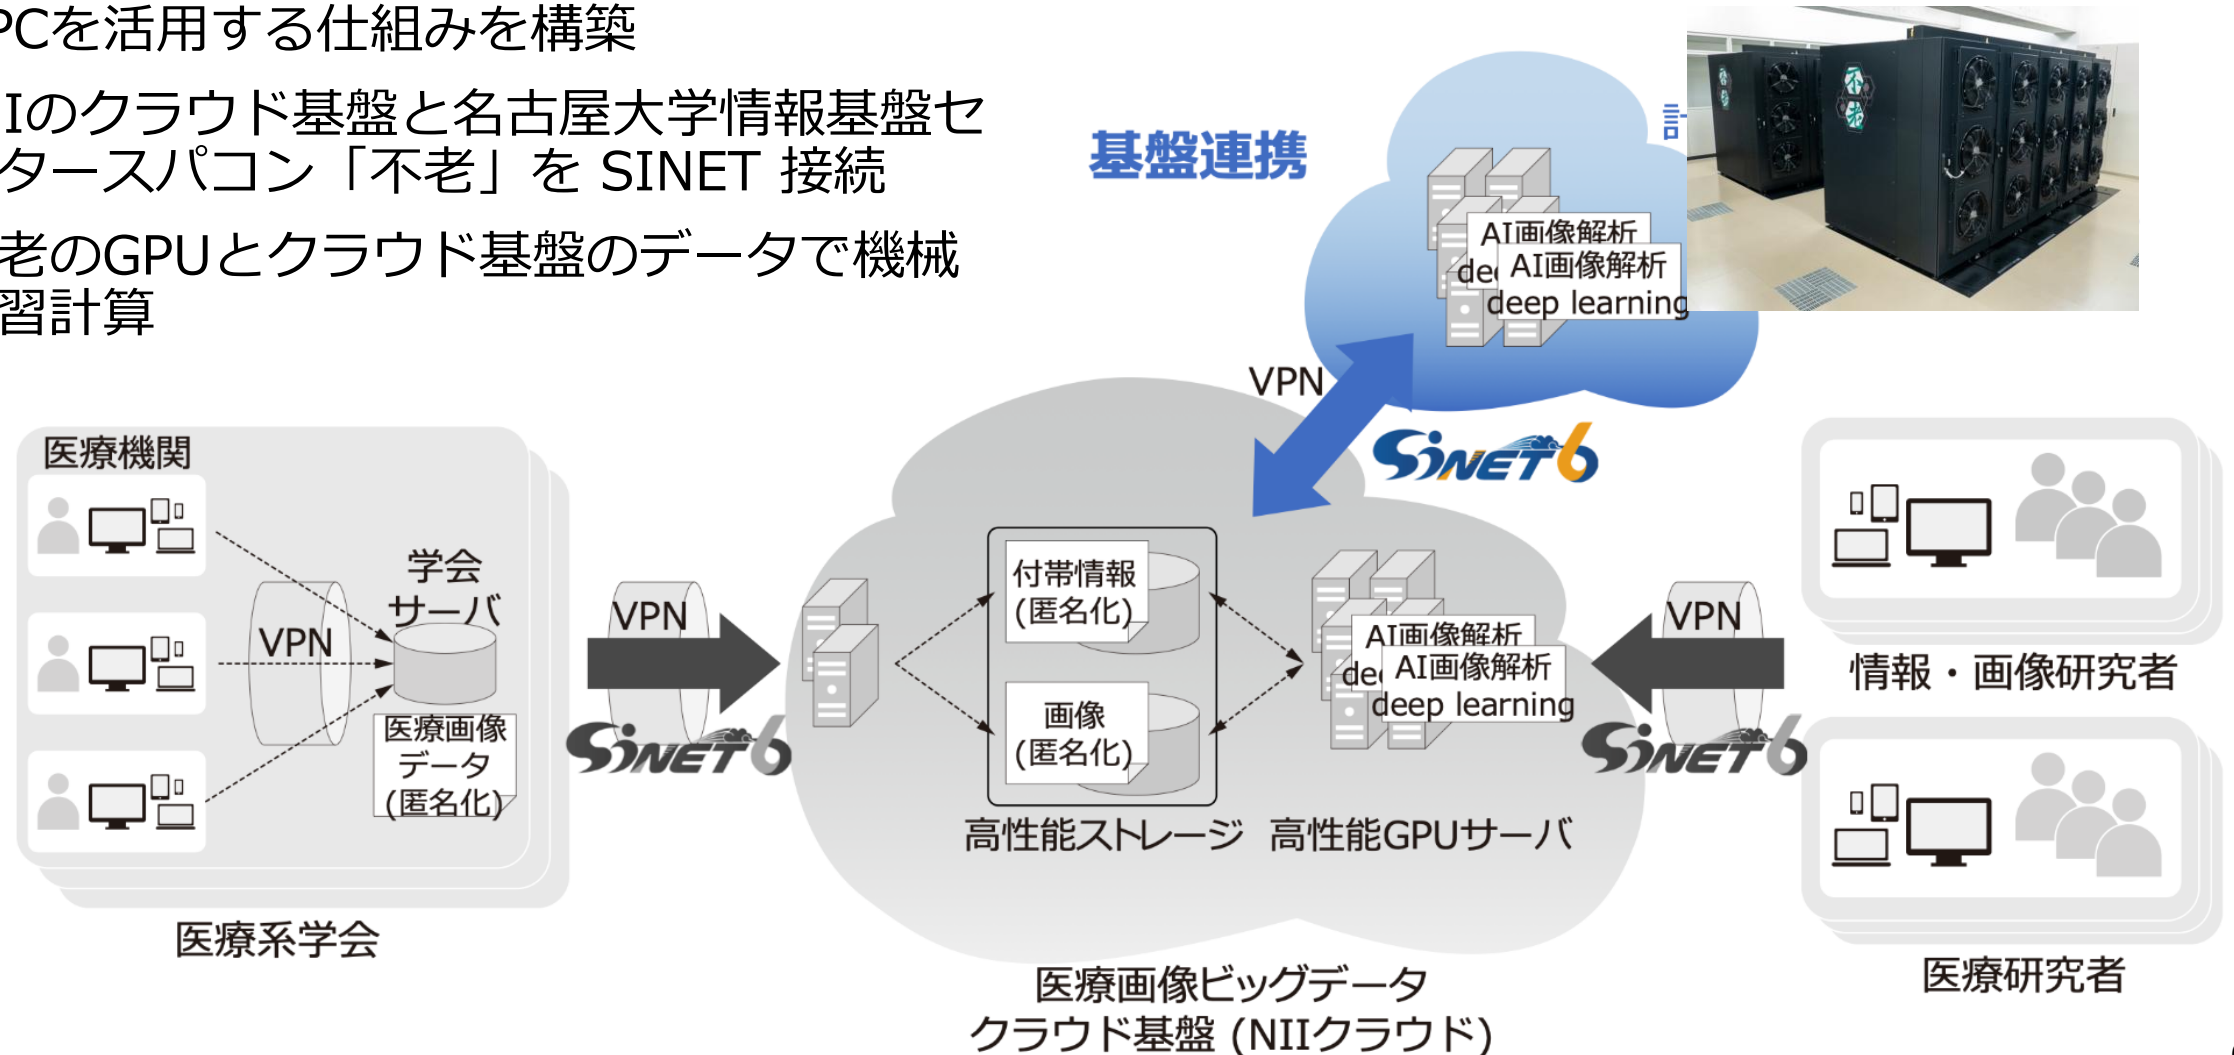 PCを活用する仕組みを構築
Iのクラウド基盤と名古屋大学情報基盤セ
タースパコン「不老」を SINET 接続
老のGPUとクラウド基盤のデータで機械
習計算
基盤連携
不老
不老
AI画像解析
dee
AI画像解析
deep learning
VPN
SINET6
医療機関
学会
サーバ
VPN
医療画像
データ
(匿名化)
医療系学会
VPN
SINET6
付帯情報
(匿名化)
画像
(匿名化)
高性能ストレージ
AI画像解析
dee
AI画像解析
deep learning
高性能GPUサーバ
医療画像ビッグデータ
クラウド基盤 (NIIクラウド)
VPN
SINET6
情報・画像研究者
医療研究者